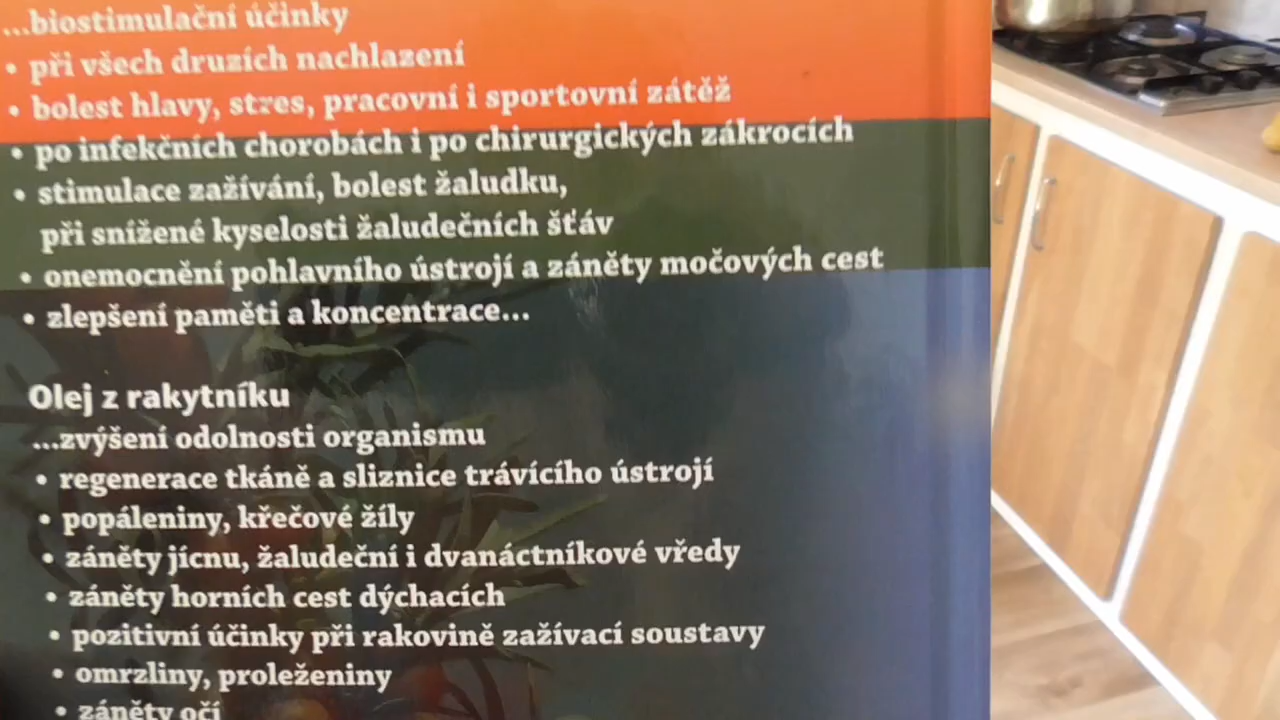 ...biostimulační účinky
• při všech druzích nachlazení
• bolest hlavy, stres, pracovní i sportovní zátěž
• po infekčních chorobách i po chirurgických zákrocích
• stimulace zažívání, bolest žaludku,
při snížené kyselosti žaludečních šťáv
• onemocnění pohlavního ústrojí a záněty močových cest
• zlepšení paměti a koncentrace...
Olej z rakytníku
...zvýšení odolnosti organismu
• regenerace tkáně a sliznice trávícího ústrojí
• popáleniny, křečové žíly
• záněty jícnu, žaludeční i dvanáctníkové vředy
• záněty horních cest dýchacích
• pozitivní účinky při rakovině zažívací soustavy
• omrzliny, proleženiny
• záněty očí